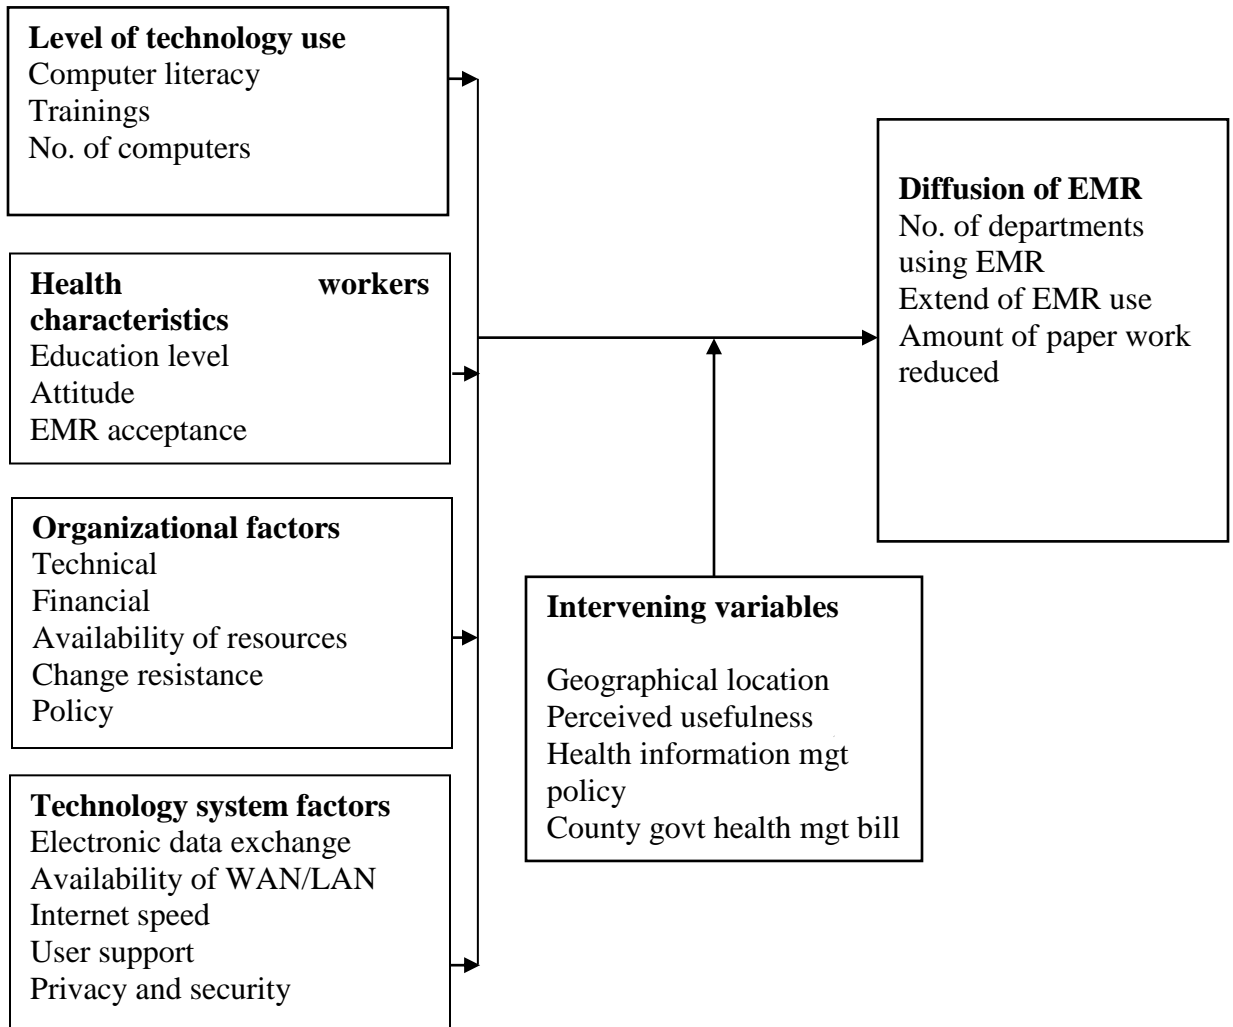 Level of technology use
Computer literacy
Trainings
No. of computers
Health workers
characteristics
Education level
Attitude
EMR acceptance
Organizational factors
Technical
Financial
Availability of resources
Change resistance
Policy
Technology system factors
Electronic data exchange
Availability of WAN/LAN
Internet speed
User support
Privacy and security
Intervening variables
Geographical location
Perceived usefulness
Health information mgt
policy
County govt health mgt bill
Diffusion of EMR
No. of departments
using EMR
Extend of EMR use
Amount of paper work
reduced